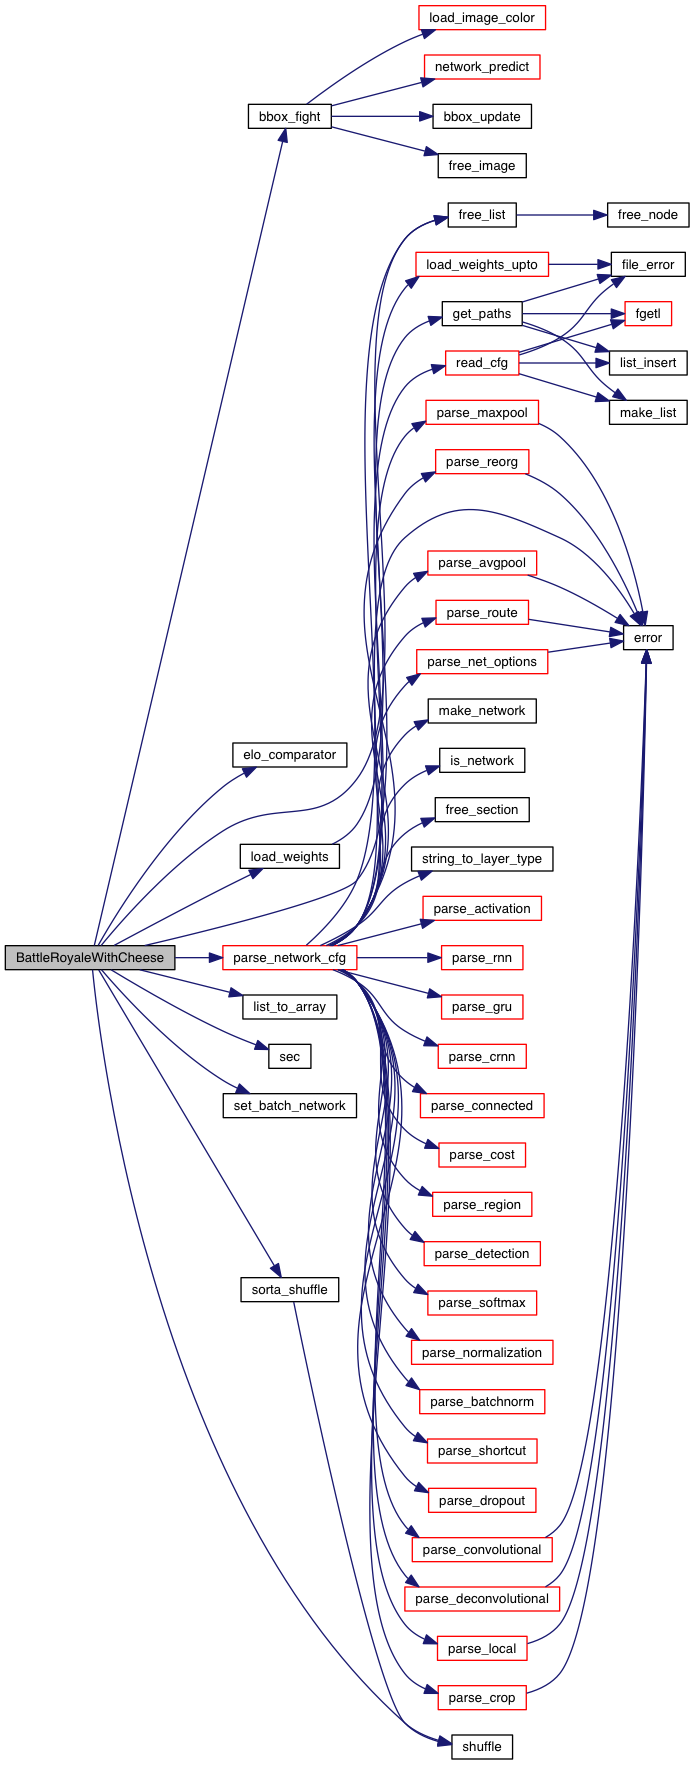 load_image_color
network_predict
bbox_fight
bbox_update
free_image
free_list
free_node
load_weights_upto
file_error
get_paths
fgetl
read_cfg
list_insert
parse_maxpool
make_list
parse_reorg
parse_avgpool
parse_route
error
parse_net_options
make_network
elo_comparator
is_network
free_section
load_weights
string_to_layer_type
parse_activation
BattleRoyaleWithCheese
parse_network_cfg
parse_rnn
list_to_array
parse_gru
sec
parse_crnn
set_batch_network
parse_connected
parse_cost
parse_region
parse_detection
sorta_shuffle
parse_softmax
parse_normalization
parse_batchnorm
parse_shortcut
parse_dropout
parse_convolutional
parse_deconvolutional
parse_local
parse_crop
shuffle